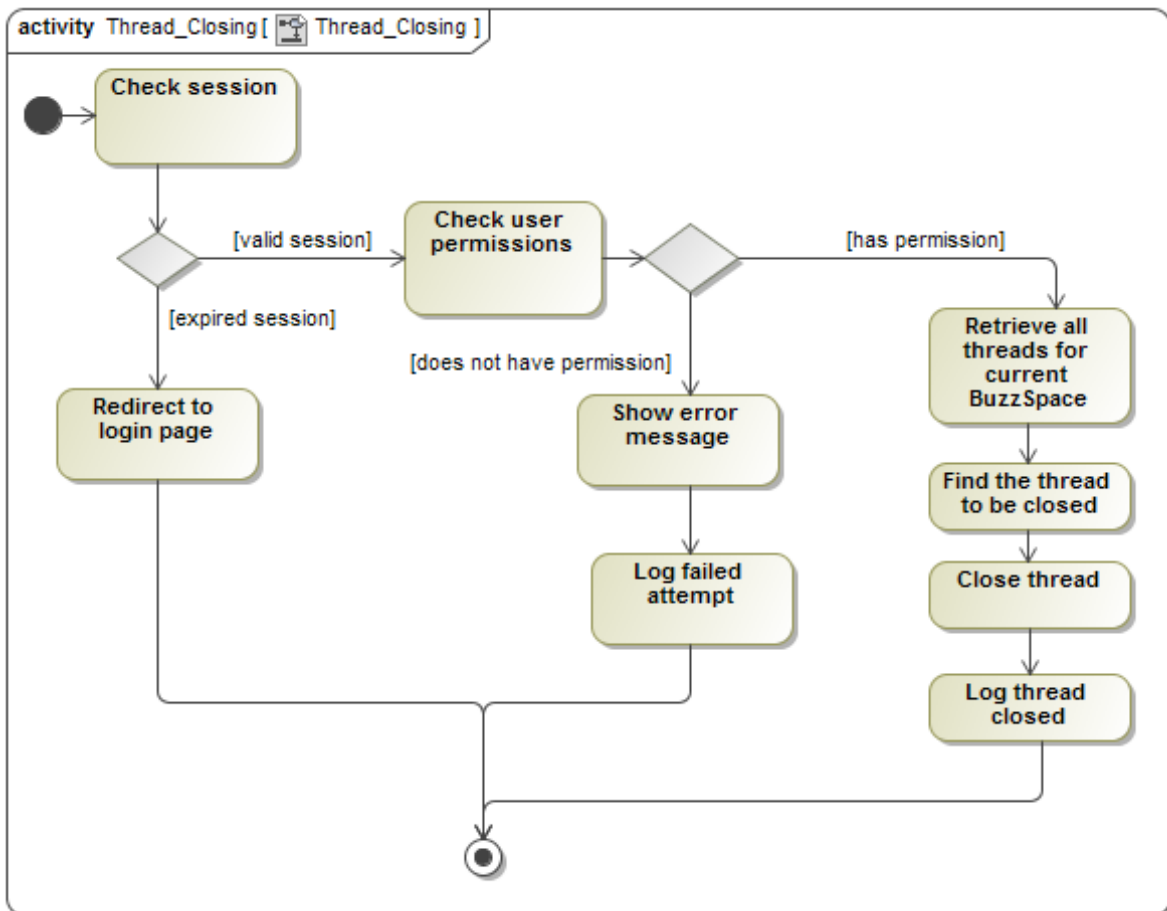 activity Thread_Closing [ Thread_Closing ]
Check session
[valid session]
Check user
permissions
[has permission]
[expired session]
[does not have permission]
Retrieve all
threads for
current
BuzzSpace
Redirect to
login page
Show error
message
Find the thread
to be closed
Log failed
attempt
Close thread
Log thread
closed